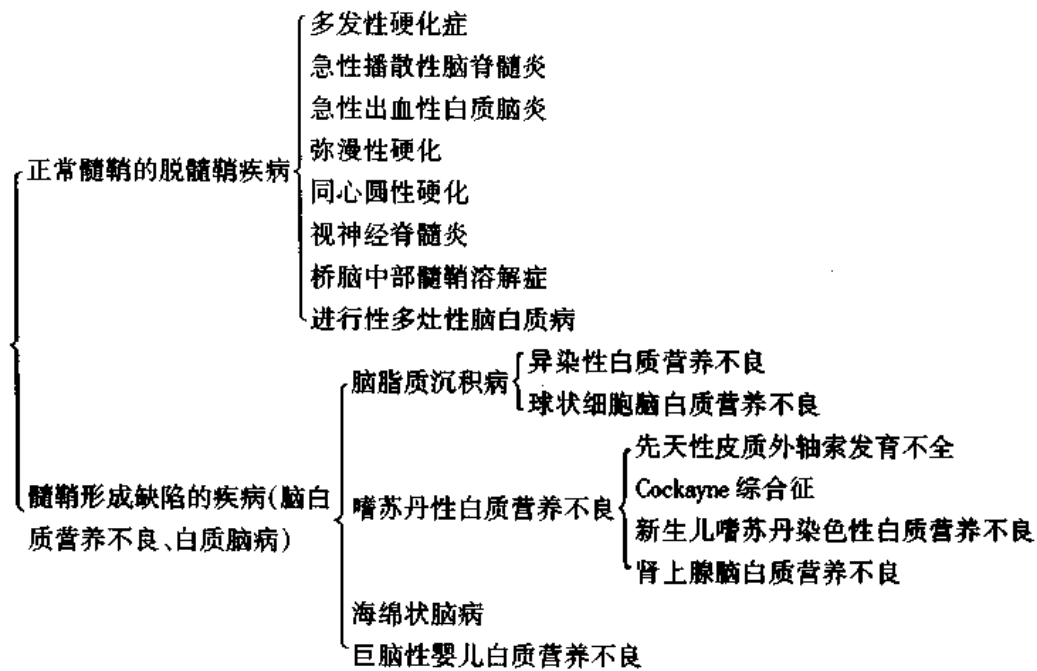 多发性硬化症
急性播散性脑脊髓炎
急性出血性白质脑炎
弥漫性硬化
正常髓鞘的脱髓鞘疾病
同心圆性硬化
视神经脊髓炎
桥脑中部髓鞘溶解症
进行性多灶性脑白质病
异染性白质营养不良
脑脂质沉积病
球状细胞脑白质营养不良
先天性皮质外轴索发育不全
髓鞘形成缺陷的疾病(脑白
质营养不良、白质脑病)
嗜苏丹性白质营养不良
Cockayne 综合征
新生儿嗜苏丹染色性白质营养不良
肾上腺脑白质营养不良
海绵状脑病
巨脑性婴儿白质营养不良